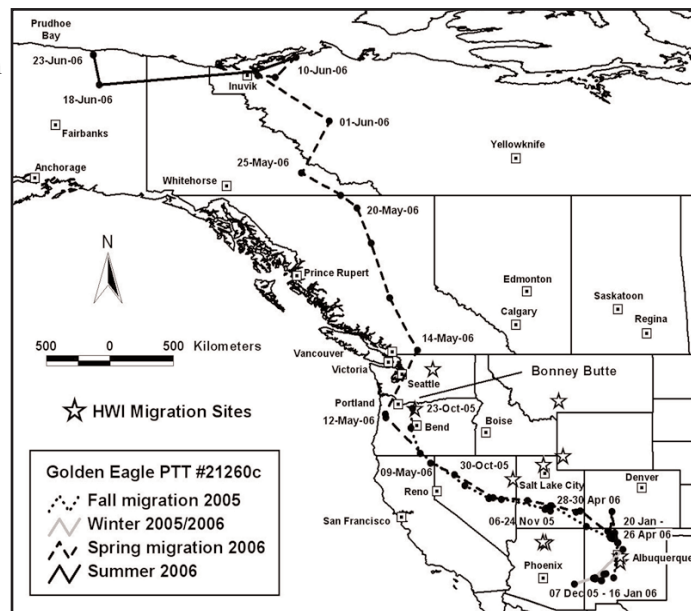 Prudhoe
Bay
23-Jun-06
10-Jun-06
Inuvik
18-Jun-06
Fairbanks
01-Jun-06
Yellowknife
Anchorage
25-May-06
Whitehorse
20-May-06
N
Prince Rupert
Edmonton
Saskatoon
Calgary
Regina
500 0 500 Kilometers
14-May-06
Vancouver
Victoria
Seattle
Bonney Butte
HWI Migration Sites
Portland
23-Oct-05
12-May-06
Bend
Boise
Golden Eagle PTT #21260c
Fall migration 2005
Winter 2005/2006
Spring migration 2006
Summer 2006
09-May-06
30-Oct-05
Reno
Salt Lake City
Denver
28-30 Apr 06
San Francisco
06-24 Nov 05
20 Jan -
26 Apr 06
Albuquerque
Phoenix
07 Dec 05 - 16 Jan 06